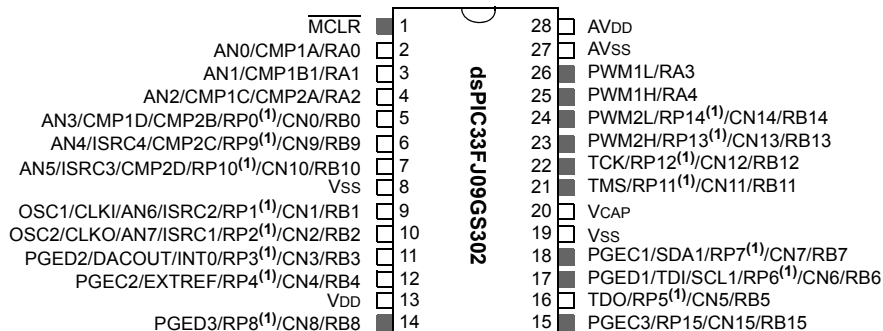 MCLR 1
AN0/CMP1A/RA0 2
AN1/CMP1B1/RA1 3
AN2/CMP1C/CMP2A/RA2 4
AN3/CMP1D/CMP2B/RP0(1)/CN0/RB0 5
AN4/ISRC4/CMP2C/RP9(1)/CN9/RB9 6
AN5/ISRC3/CMP2D/RP10(1)/CN10/RB10 7
VSS 8
OSC1/CLKI/AN6/ISRC2/RP1(1)/CN1/RB1 9
OSC2/CLKO/AN7/ISRC1/RP2(1)/CN2/RB2 10
PGED2/DACOUT/INT0/RP3(1)/CN3/RB3 11
PGEC2/EXTREF/RP4(1)/CN4/RB4 12
VDD 13
PGED3/RP8(1)/CN8/RB8 14
dsPIC33FJ09GS302
28 AVDD
27 AVSS
26 PWM1L/RA3
25 PWM1H/RA4
24 PWM2L/RP14(1)/CN14/RB14
23 PWM2H/RP13(1)/CN13/RB13
22 TCK/RP12(1)/CN12/RB12
21 TMS/RP11(1)/CN11/RB11
20 VCAP
19 VSS
18 PGEC1/SDA1/RP7(1)/CN7/RB7
17 PGED1/TDI/SCL1/RP6(1)/CN6/RB6
16 TDO/RP5(1)/CN5/RB5
15 PGEC3/RP15/CN15/RB15